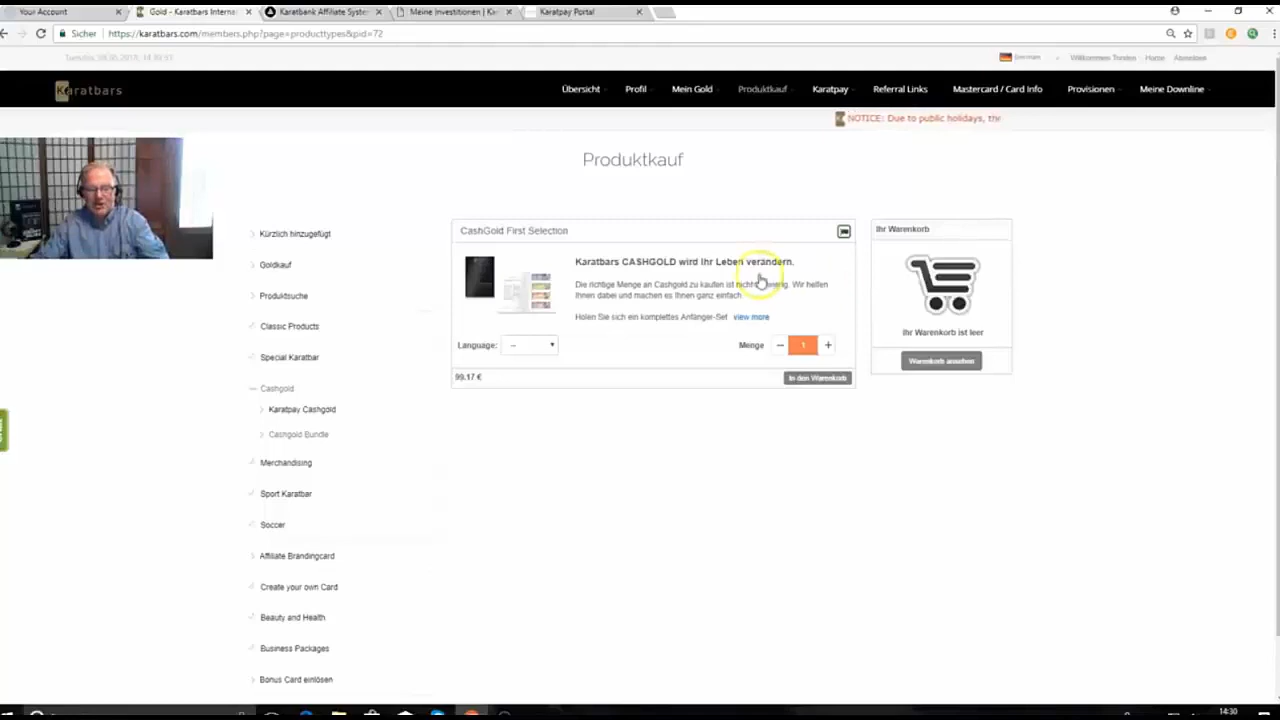 Your Account
Gold - Karatbars Interna
Karatbank Affiliate Syste
Meine Investitionen | Ka
Karatpay Portal
Sicher
https://karatbars.com/members.php?page=producttypes&pid=72
German
Willkommen Torsten
Home
Abmelden
Karatbars
Übersicht
Profil
Mein Gold
Produktkauf
Karatpay
Referral Links
Mastercard / Card Info
Provisionen
Meine Downline
NOTICE: Due to public holidays, the
Produktkauf
Kürzlich hinzugefügt
Goldkauf
Produktsuche
Classic Products
Special Karatbar
Cashgold
Karatpay Cashgold
Cashgold Bundle
Merchandising
Sport Karatbar
Soccer
Affiliate Brandingcard
Create your own Card
Beauty and Health
Business Packages
Bonus Card einlösen
CashGold First Selection
Karatbars CASHGOLD wird Ihr Leben verändern.
Die richtige Menge an Cashgold zu kaufen ist nicht schwierig. Wir helfen
Ihnen dabei und machen es Ihnen ganz einfach.
Holen Sie sich ein komplettes Anfänger-Set view more
Language: --
Menge – 1 +
99.17 €
In den Warenkorb
Ihr Warenkorb
Ihr Warenkorb ist leer
Warenkorb ansehen
14:30